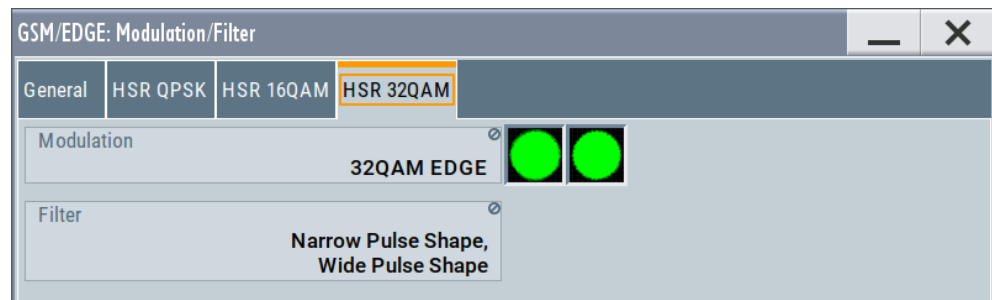 GSM/EDGE: Modulation/Filter
General HSR QPSK HSR 16QAM HSR 32QAM
Modulation
32QAM EDGE
Filter
Narrow Pulse Shape,
Wide Pulse Shape